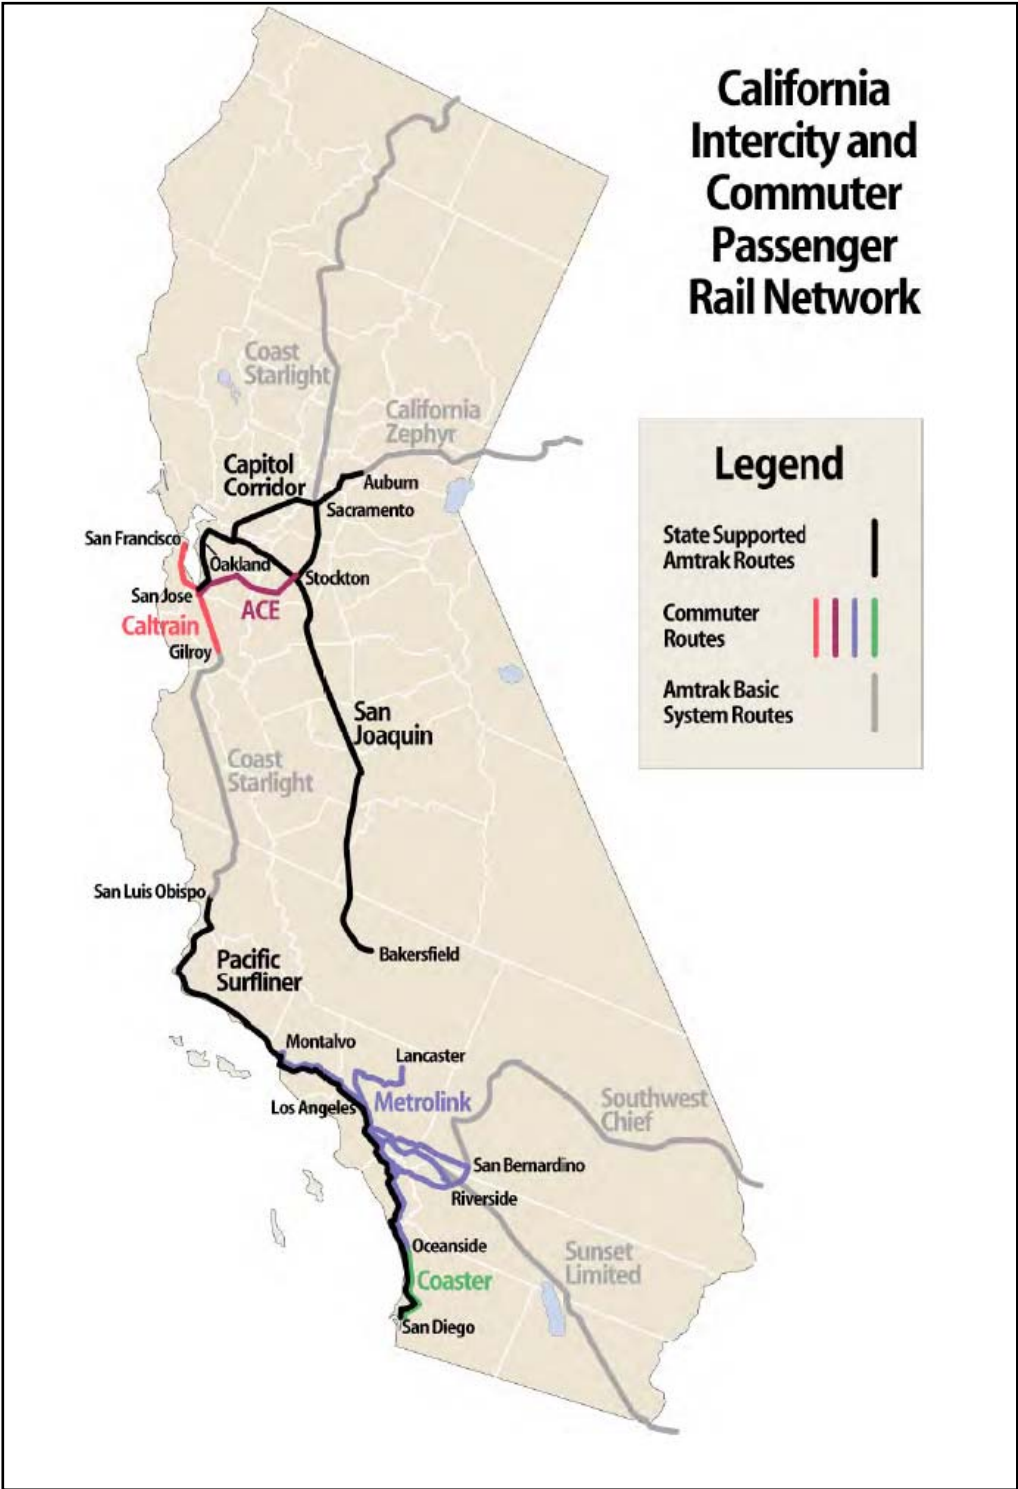 California
Intercity and
Commuter
Passenger
Rail Network
Coast
Starlight
California
Zephyr
Capitol
Corridor
Auburn
Sacramento
San Francisco
Oakland
Stockton
San Jose
ACE
Caltrain
Gilroy
San
Joaquin
Coast
Starlight
San Luis Obispo
Bakersfield
Pacific
Surfliner
Montalvo
Lancaster
Los Angeles
Metrolink
Southwest
Chief
San Bernardino
Riverside
Oceanside
Sunset
Limited
Coaster
San Diego
Legend
State Supported
Amtrak Routes
Commuter
Routes
Amtrak Basic
System Routes